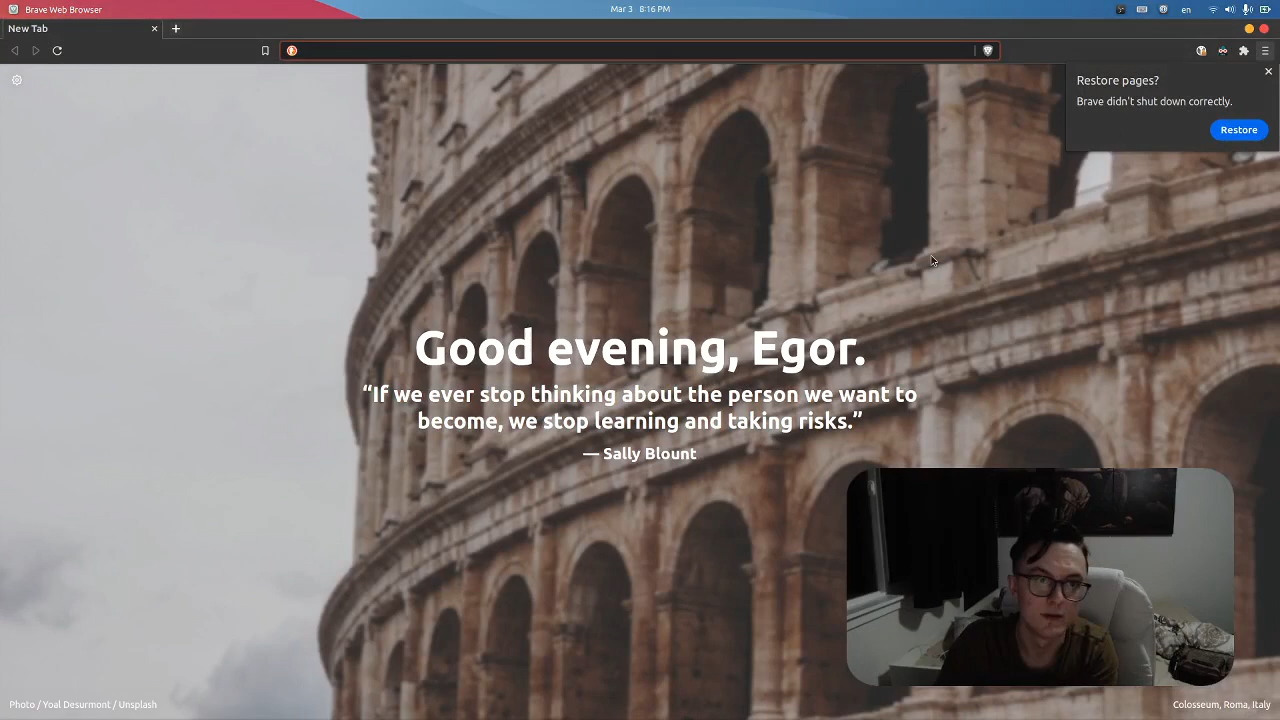 Brave Web Browser
Mar 3 8:16 PM
en
New Tab
Restore pages?
Brave didn't shut down correctly.
Restore
Good evening, Egor.
“If we ever stop thinking about the person we want to
become, we stop learning and taking risks.”
— Sally Blount
Photo / Yoal Desurmont / Unsplash
Colosseum, Roma, Italy